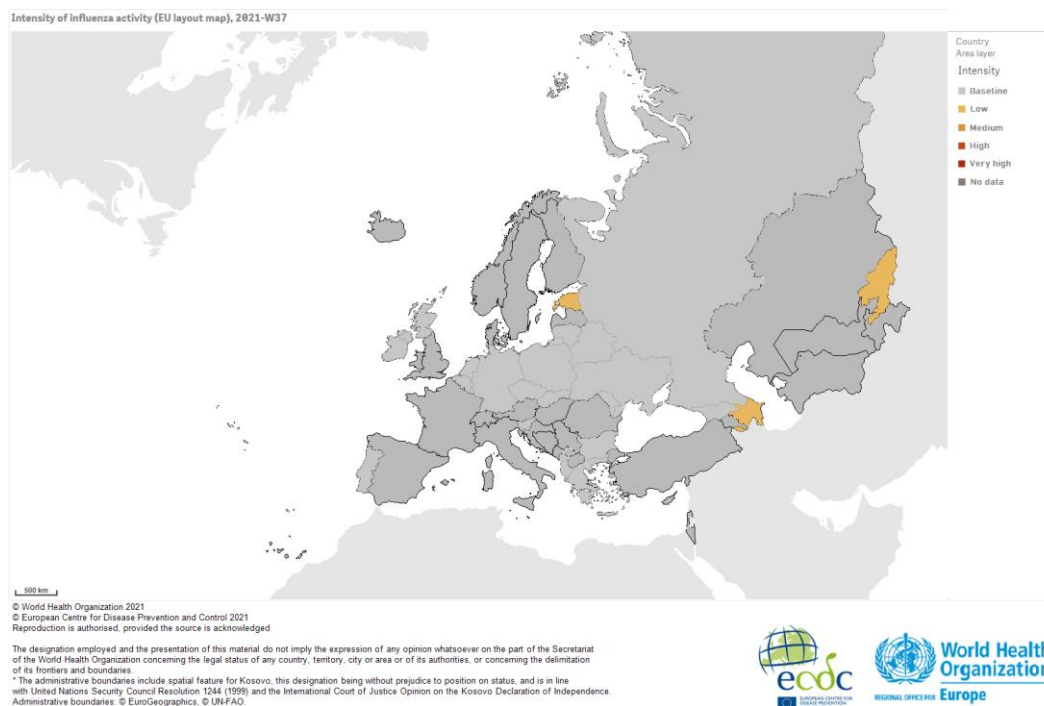 Intensity of influenza activity (EU layout map), 2021-W37
Country
Area layer
Intensity
Baseline
Low
Medium
High
Very high
No data
500 km
© World Health Organization 2021
© European Centre for Disease Prevention and Control 2021
Reproduction is authorised, provided the source is acknowledged
The designation employed and the presentation of this material do not imply the expression of any opinion whatsoever on the part of the Secretariat
of the World Health Organization concerning the legal status of any country, territory, city or area or of its authorities, or concerning the delimitation
of its frontiers and boundaries.
* The administrative boundaries include spatial feature for Kosovo, this designation being without prejudice to position on status, and is in line
with United Nations Security Council Resolution 1244 (1999) and the International Court of Justice Opinion on the Kosovo Declaration of Independence.
Administrative boundaries: © EuroGeographics, © UN-FAO.
ecdc
EUROPEAN CENTRE FOR
DISEASE PREVENTION
AND CONTROL
World Health
Organization
REGIONAL OFFICE FOR Europe